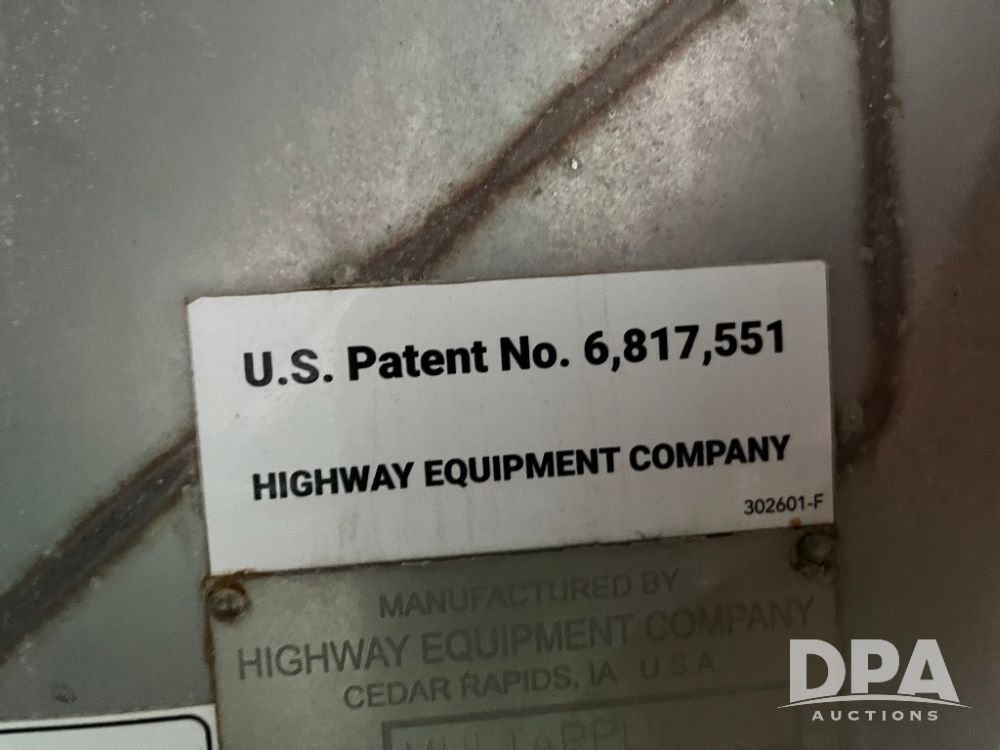 U.S. Patent No. 6,817,551
HIGHWAY EQUIPMENT COMPANY
302601-F
MANUFACTURED BY
HIGHWAY EQUIPMENT COMPANY
CEDAR RAPIDS, IA U.S.A
DPA
AUCTIONS